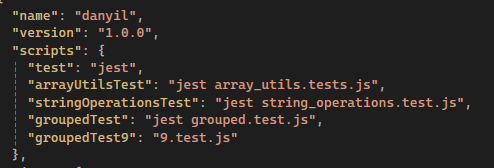 "name": "danyil",
"version": "1.0.0",
"scripts": {
"test": "jest",
"arrayUtilsTest": "jest array_utils.tests.js",
"stringOperationsTest": "jest string_operations.test.js",
"groupedTest": "jest grouped.test.js",
"groupedTest9": "9.test.js"
},